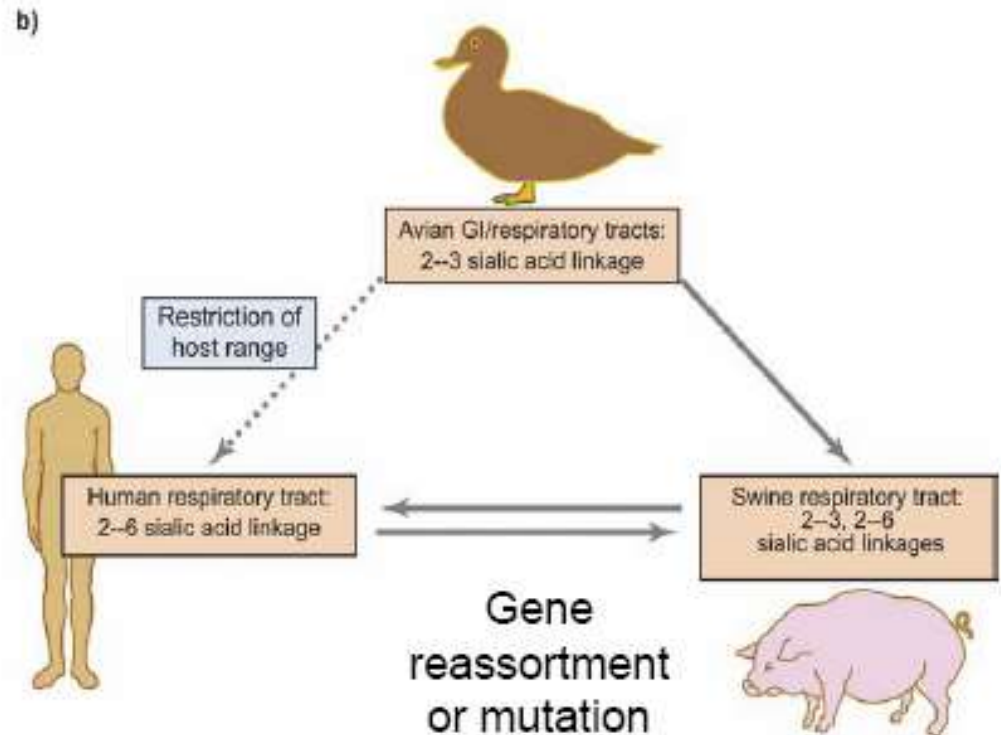 b)
Avian GI/respiratory tracts:
2--3 sialic acid linkage
Restriction of
host range
Human respiratory tract:
2--6 sialic acid linkage
Swine respiratory tract:
2--3, 2--6
sialic acid linkages
Gene
reassortment
or mutation